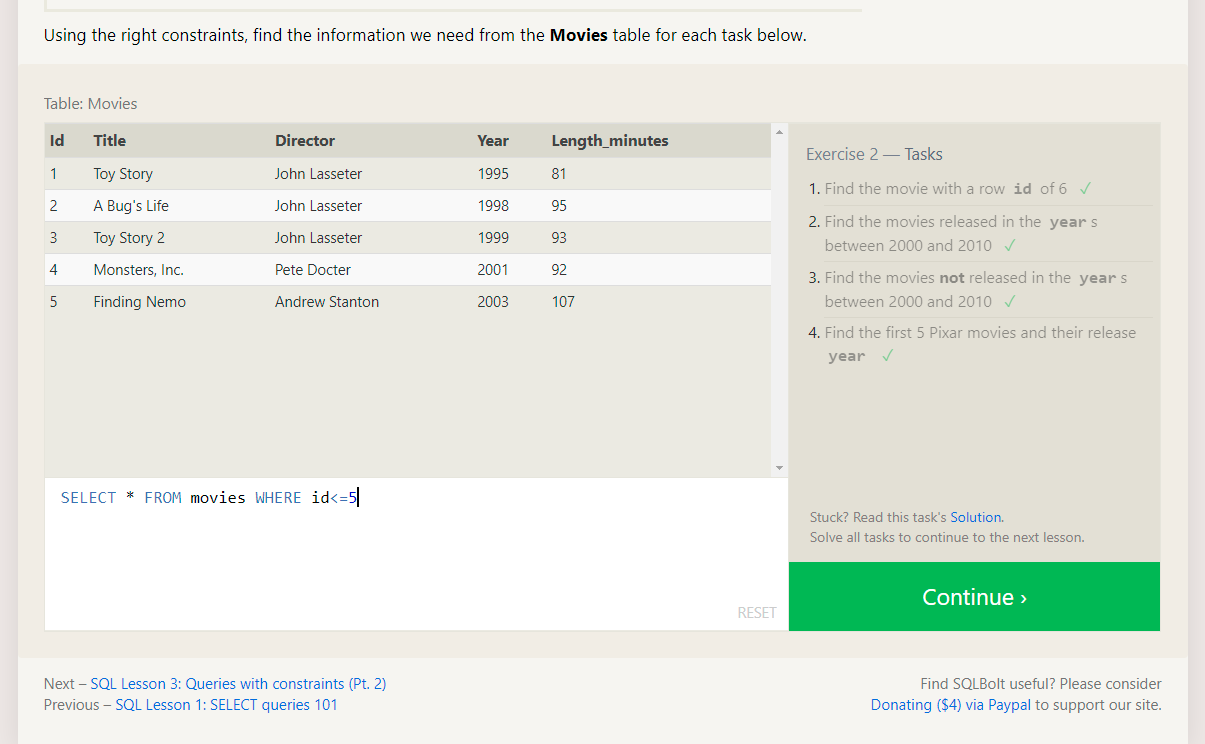 Using the right constraints, find the information we need from the Movies table for each task below.
Table: Movies
Id Title Director Year Length_minutes
1 Toy Story John Lasseter 1995 81
2 A Bug's Life John Lasseter 1998 95
3 Toy Story 2 John Lasseter 1999 93
4 Monsters, Inc. Pete Docter 2001 92
5 Finding Nemo Andrew Stanton 2003 107
SELECT * FROM movies WHERE id<=5
RESET
Exercise 2 — Tasks
1. Find the movie with a row id of 6 ✓
2. Find the movies released in the year s
between 2000 and 2010 ✓
3. Find the movies not released in the year s
between 2000 and 2010 ✓
4. Find the first 5 Pixar movies and their release
year ✓
Stuck? Read this task's Solution.
Solve all tasks to continue to the next lesson.
Continue ›
Next – SQL Lesson 3: Queries with constraints (Pt. 2)
Previous – SQL Lesson 1: SELECT queries 101
Find SQLBolt useful? Please consider
Donating ($4) via Paypal to support our site.